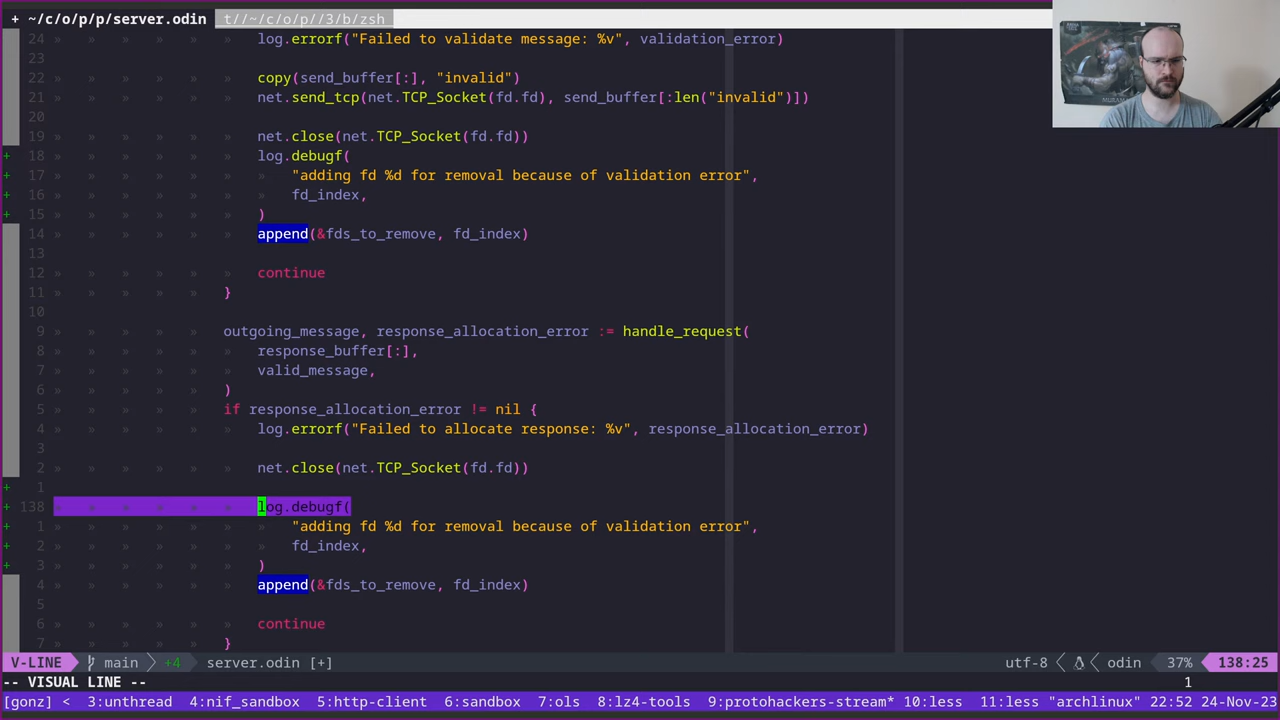 + ~/c/o/p/p/server.odin t//~/c/o/p//3/b/zsh
24 » » » » » » log.errorf("Failed to validate message: %v", validation_error)
23
22 » » » » » » copy(send_buffer[:], "invalid")
21 » » » » » » net.send_tcp(net.TCP_Socket(fd.fd), send_buffer[:len("invalid")])
20
19 » » » » » » net.close(net.TCP_Socket(fd.fd))
+ 18 » » » » » » log.debugf(
+ 17 » » » » » » » "adding fd %d for removal because of validation error",
+ 16 » » » » » » » fd_index,
+ 15 » » » » » » )
14 » » » » » » append(&fds_to_remove, fd_index)
13
12 » » » » » » continue
11 » » » » » }
10
9 » » » » » outgoing_message, response_allocation_error := handle_request(
8 » » » » » » response_buffer[:],
7 » » » » » » valid_message,
6 » » » » » )
5 » » » » » if response_allocation_error != nil {
4 » » » » » » log.errorf("Failed to allocate response: %v", response_allocation_error)
3
2 » » » » » » net.close(net.TCP_Socket(fd.fd))
+ 1
+ 138 » » » » » » log.debugf(
+ 1 » » » » » » » "adding fd %d for removal because of validation error",
+ 2 » » » » » » » fd_index,
+ 3 » » » » » » )
4 » » » » » » append(&fds_to_remove, fd_index)
5
6 » » » » » » continue
7 » » » » » }
V-LINE main +4 server.odin [+] utf-8 odin 37% 138:25
-- VISUAL LINE -- 1
[gonz] < 3:unthread 4:nif_sandbox 5:http-client 6:sandbox 7:ols 8:lz4-tools 9:protohackers-stream* 10:less 11:less "archlinux" 22:52 24-Nov-23